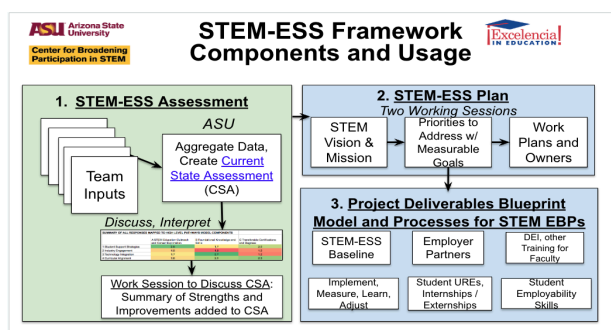 ASU Arizona State
University
Center for Broadening
Participation in STEM
STEM-ESS Framework
Components and Usage
¡Excelencia!
IN EDUCATION
1. STEM-ESS Assessment
ASU
Team
Inputs
Aggregate Data,
Create Current
State Assessment
(CSA)
Discuss, Interpret
Work Session to Discuss CSA:
Summary of Strengths and
Improvements added to CSA
2. STEM-ESS Plan
Two Working Sessions
STEM
Vision &
Mission
Priorities to
Address w/
Measurable
Goals
Work
Plans and
Owners
3. Project Deliverables Blueprint
Model and Processes for STEM EBPs
STEM-ESS
Baseline
Employer
Partners
DEI, other
Training for
Faculty
Implement,
Measure, Learn,
Adjust
Student UREs,
Internships /
Externships
Student
Employability
Skills